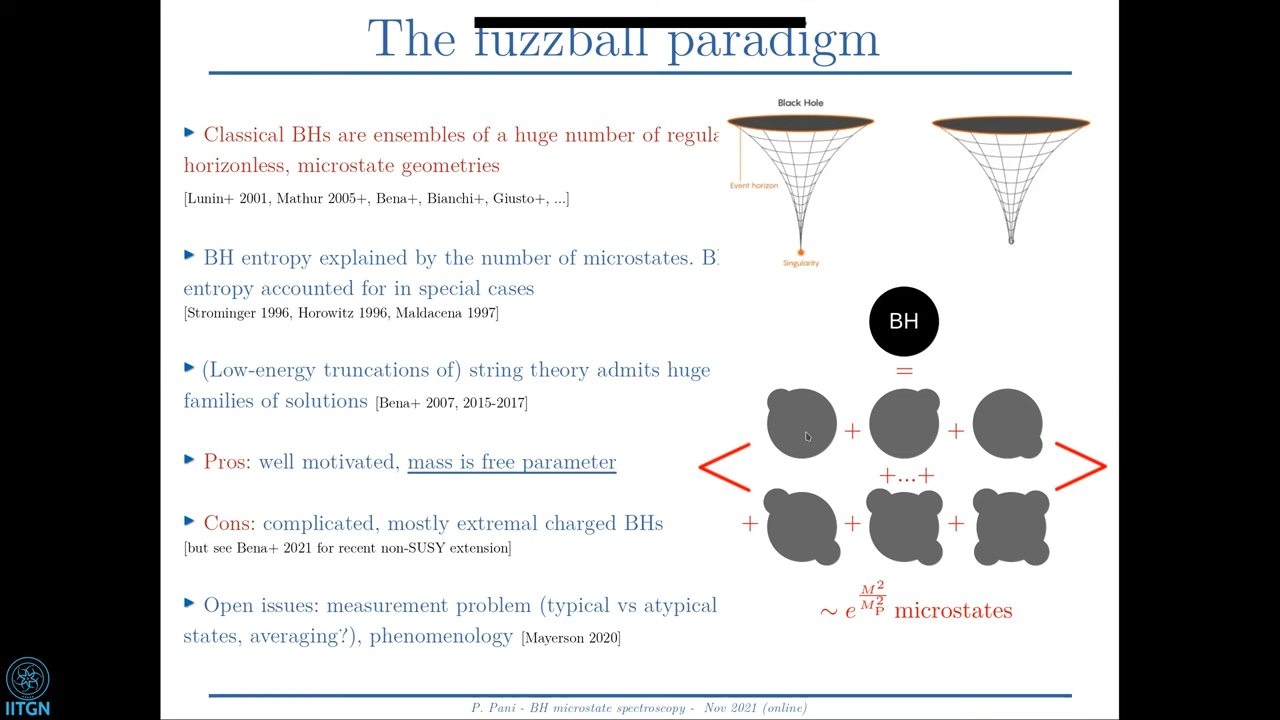 The fuzzball paradigm
Classical BHs are ensembles of a huge number of regula
horizonless, microstate geometries
[Lunin+ 2001, Mathur 2005+, Bena+, Bianchi+, Giusto+, ...]
BH entropy explained by the number of microstates. B
entropy accounted for in special cases
[Strominger 1996, Horowitz 1996, Maldacena 1997]
(Low-energy truncations of) string theory admits huge
families of solutions [Bena+ 2007, 2015-2017]
Pros: well motivated, mass is free parameter
Cons: complicated, mostly extremal charged BHs
[but see Bena+ 2021 for recent non-SUSY extension]
Open issues: measurement problem (typical vs atypical
states, averaging?), phenomenology [Mayerson 2020]
Black Hole
Event horizon
Singularity
BH
=
+ +
+...+
+ + +
∼ e^{M^2/M_P^2} microstates
P. Pani - BH microstate spectroscopy - Nov 2021 (online)
IITGN